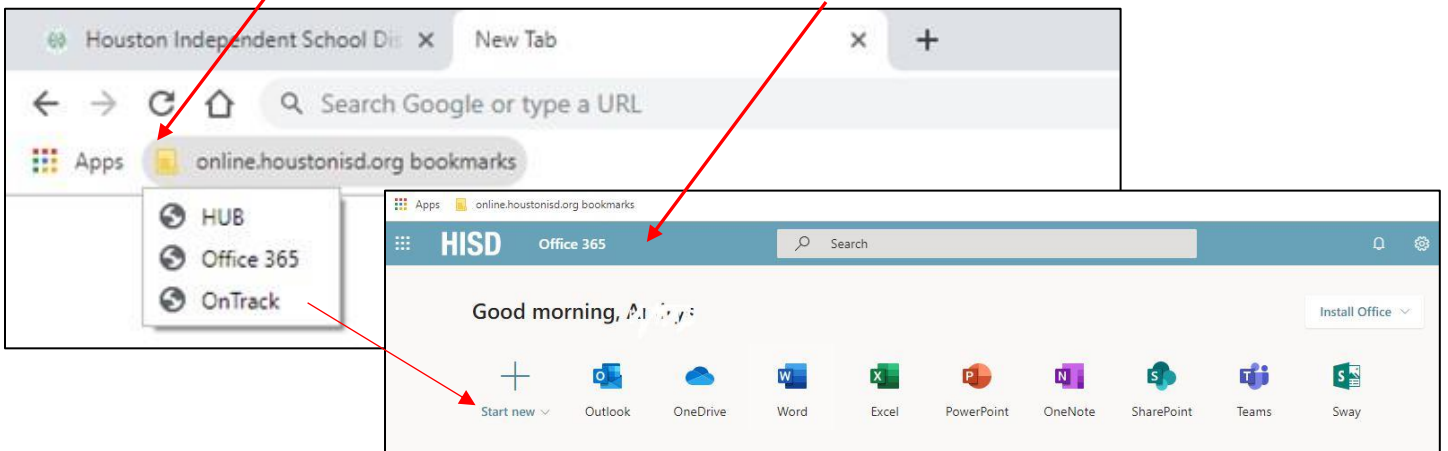 Houston Independent School Dis
New Tab
Search Google or type a URL
Apps
online.houstonisd.org bookmarks
HUB
Office 365
OnTrack
Apps
online.houstonisd.org bookmarks
HISD
Office 365
Search
Good morning,
Install Office
Start new
Outlook
OneDrive
Word
Excel
PowerPoint
OneNote
SharePoint
Teams
Sway